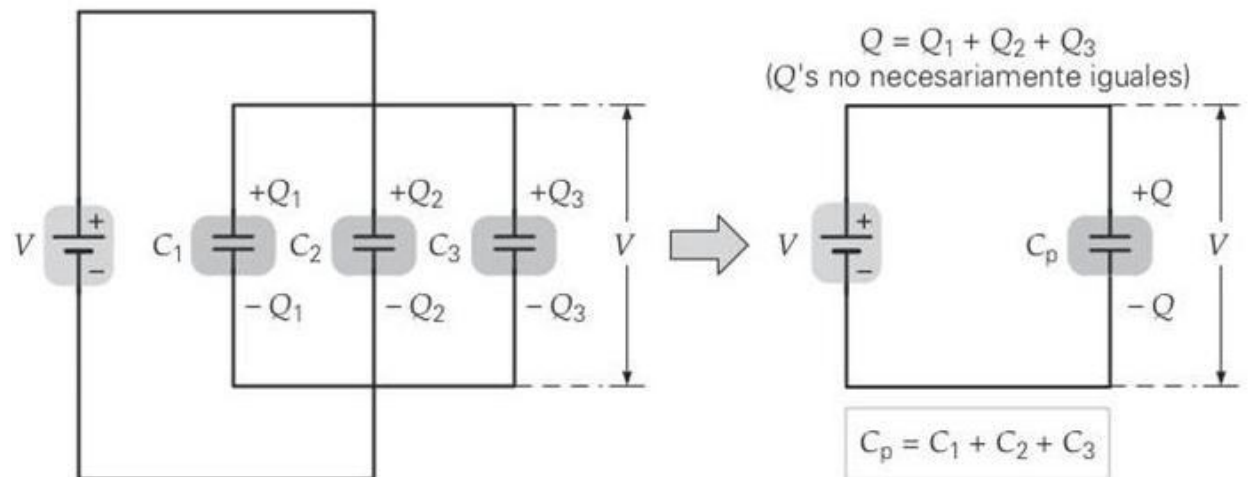 Q = Q₁ + Q₂ + Q₃
(Q's no necesariamente iguales)
+Q₁ +Q₂ +Q₃
V + − C₁ C₂ C₃ V
− Q₁ − Q₂ − Q₃
+Q
V + − Cₚ V
− Q
Cₚ = C₁ + C₂ + C₃